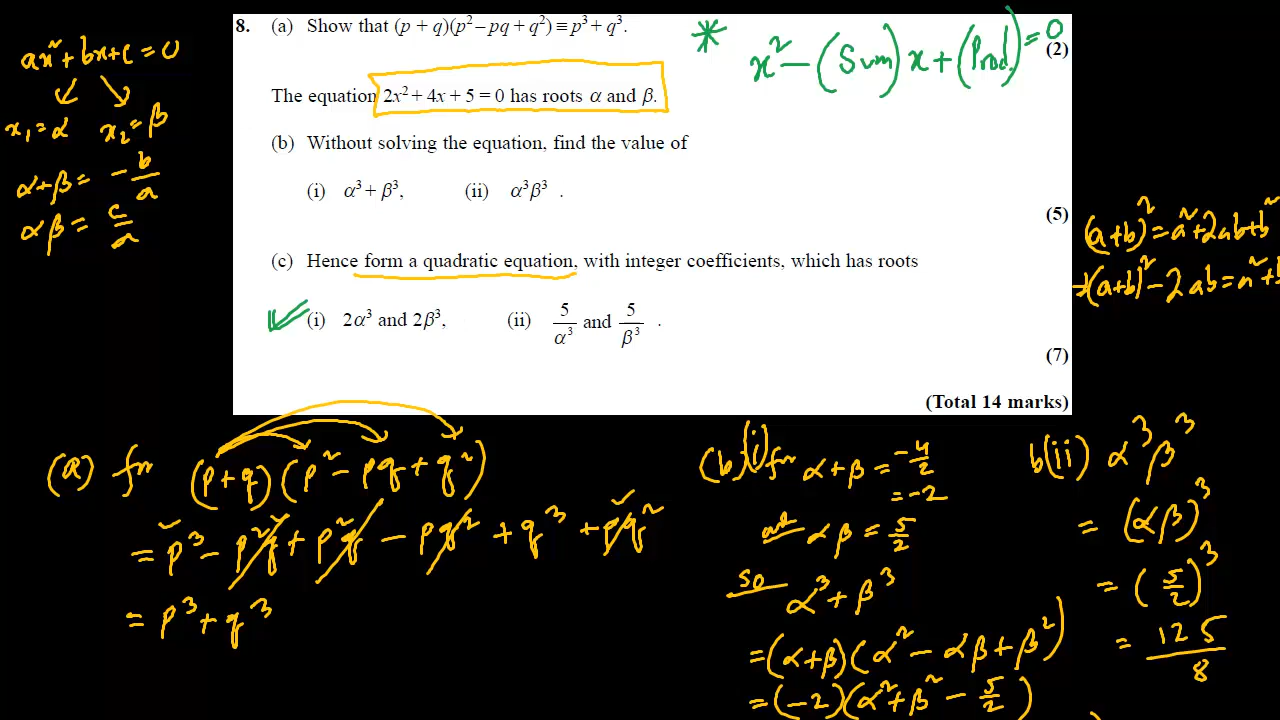 8. (a) Show that (p + q)(p² – pq + q²) ≡ p³ + q³.
(2)
The equation 2x² + 4x + 5 = 0 has roots α and β.
(b) Without solving the equation, find the value of
(i) α³ + β³, (ii) α³β³ .
(5)
(c) Hence form a quadratic equation, with integer coefficients, which has roots
(i) 2α³ and 2β³, (ii) 5/α³ and 5/β³ .
(7)
(Total 14 marks)
* x² – (Sum)x + (Prod.) = 0
ax² + bx + c = 0
x₁ = α x₂ = β
α + β = – b/a
αβ = c/a
(a+b)² = a² + 2ab + b²
(a+b)² – 2ab = a² + b
(a) for (p+q)(p² – pq + q²)
= p³ – p²q + p²q – pq² + q³ + pq²
= p³ + q³
(b)(i) for α + β = –4/2
= –2
and αβ = 5/2
so α³ + β³
= (α+β)(α² – αβ + β²)
= (–2)(α² + β² – 5/2)
b(ii) α³β³
= (αβ)³
= (5/2)³
= 125/8